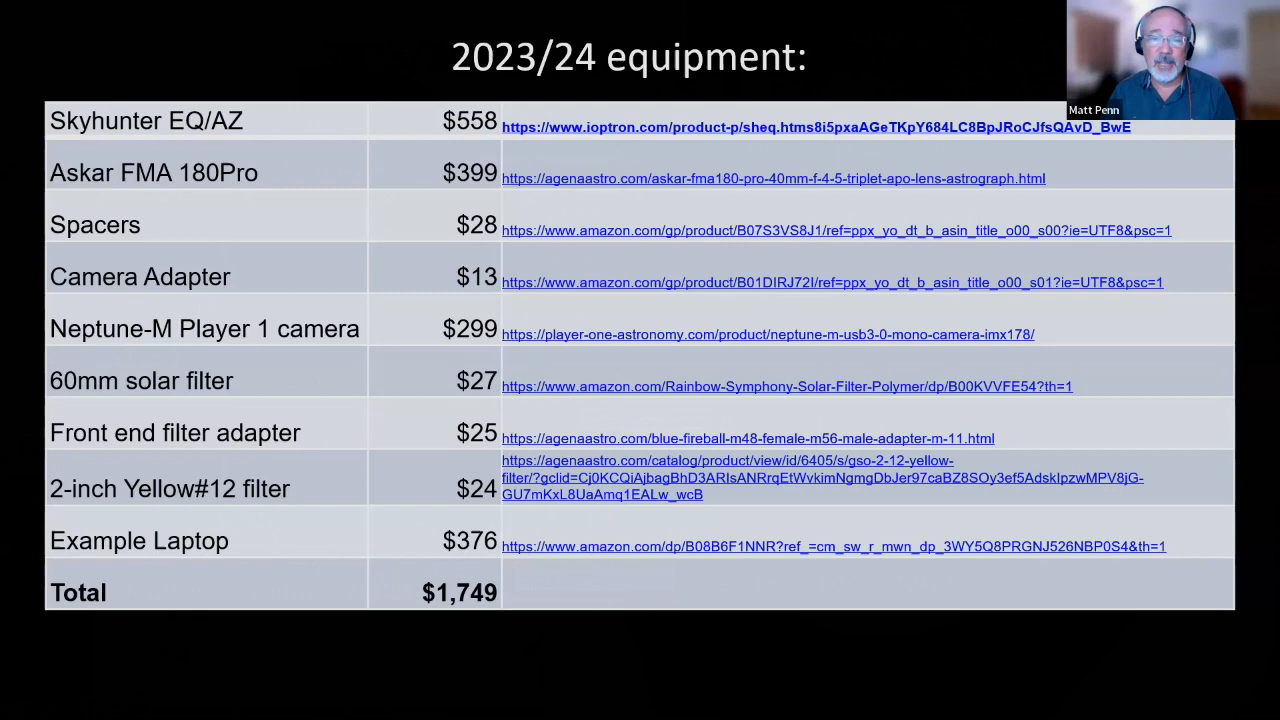 2023/24 equipment:
Matt Penn
Skyhunter EQ/AZ $558 https://www.ioptron.com/product-p/sheq.htms8i5pxaAGeTKpY684LC8BpJRoCJfsQAvD_BwE
Askar FMA 180Pro $399 https://agenaastro.com/askar-fma180-pro-40mm-f-4-5-triplet-apo-lens-astrograph.html
Spacers $28 https://www.amazon.com/gp/product/B07S3VS8J1/ref=ppx_yo_dt_b_asin_title_o00_s00?ie=UTF8&psc=1
Camera Adapter $13 https://www.amazon.com/gp/product/B01DIRJ72I/ref=ppx_yo_dt_b_asin_title_o00_s01?ie=UTF8&psc=1
Neptune-M Player 1 camera $299 https://player-one-astronomy.com/product/neptune-m-usb3-0-mono-camera-imx178/
60mm solar filter $27 https://www.amazon.com/Rainbow-Symphony-Solar-Filter-Polymer/dp/B00KVVFE54?th=1
Front end filter adapter $25 https://agenaastro.com/blue-fireball-m48-female-m56-male-adapter-m-11.html
https://agenaastro.com/catalog/product/view/id/6405/s/gso-2-12-yellow-
filter/?gclid=Cj0KCQiAjbagBhD3ARIsANRrqEtWvkimNgmgDbJer97caBZ8SOy3ef5AdskIpzwMPV8jG-
2-inch Yellow#12 filter $24 GU7mKxL8UaAmq1EALw_wcB
Example Laptop $376 https://www.amazon.com/dp/B08B6F1NNR?ref_=cm_sw_r_mwn_dp_3WY5Q8PRGNJ526NBP0S4&th=1
Total $1,749